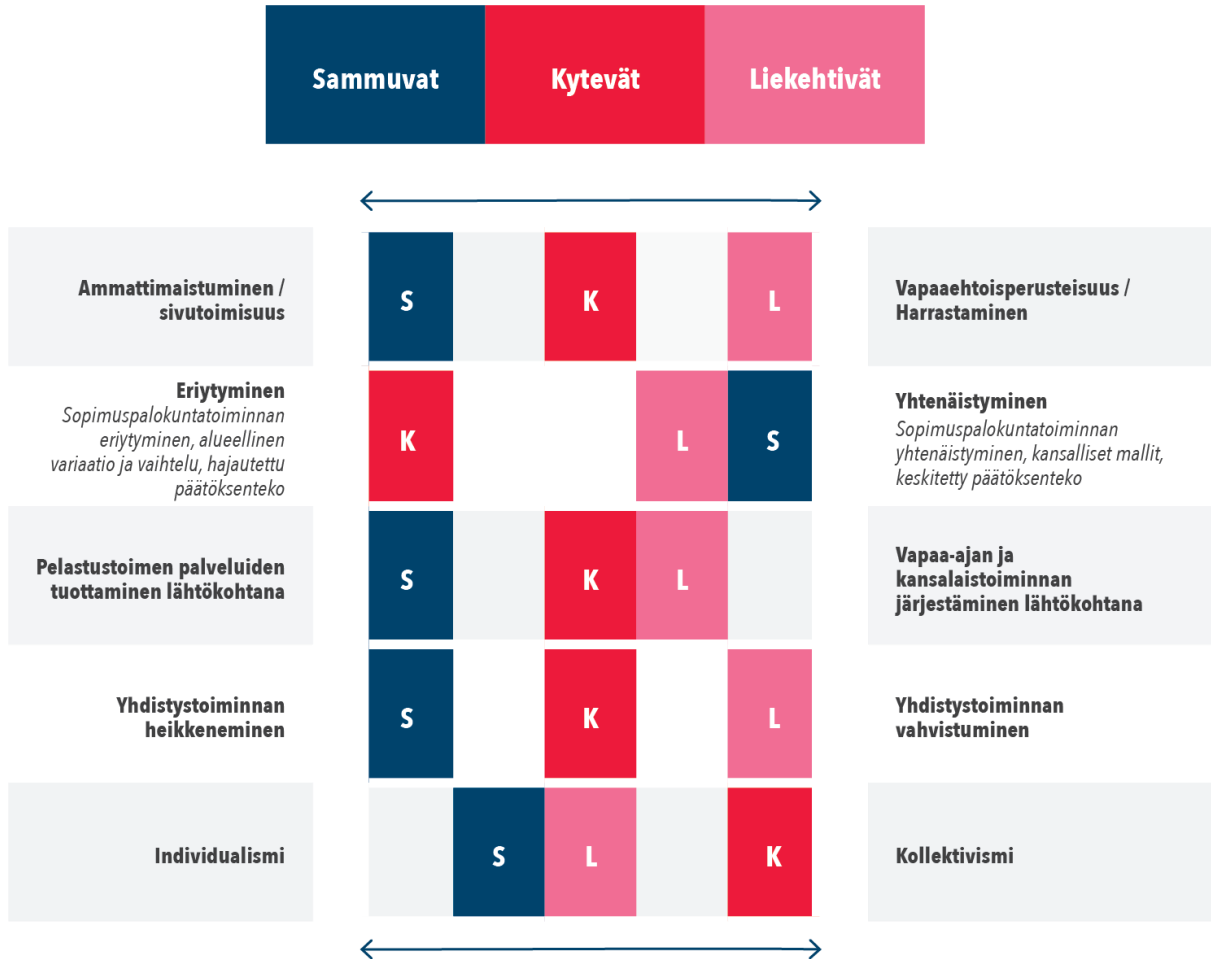 Sammuvat
Kytevät
Liekehtivät
Ammattimaistuminen /
sivutoimisuus
S
K
L
Vapaaehtoisperusteisuus /
Harrastaminen
Eriytyminen
Sopimuspalokuntatoiminnan
eriytyminen, alueellinen
variaatio ja vaihtelu, hajautettu
päätöksenteko
K
L
S
Yhtenäistyminen
Sopimuspalokuntatoiminnan
yhtenäistyminen, kansalliset mallit,
keskitetty päätöksenteko
Pelastustoimen palveluiden
tuottaminen lähtökohtana
S
K
L
Vapaa-ajan ja
kansalaistoiminnan
järjestäminen lähtökohtana
Yhdistystoiminnan
heikkeneminen
S
K
L
Yhdistystoiminnan
vahvistuminen
Individualismi
S
L
K
Kollektivismi